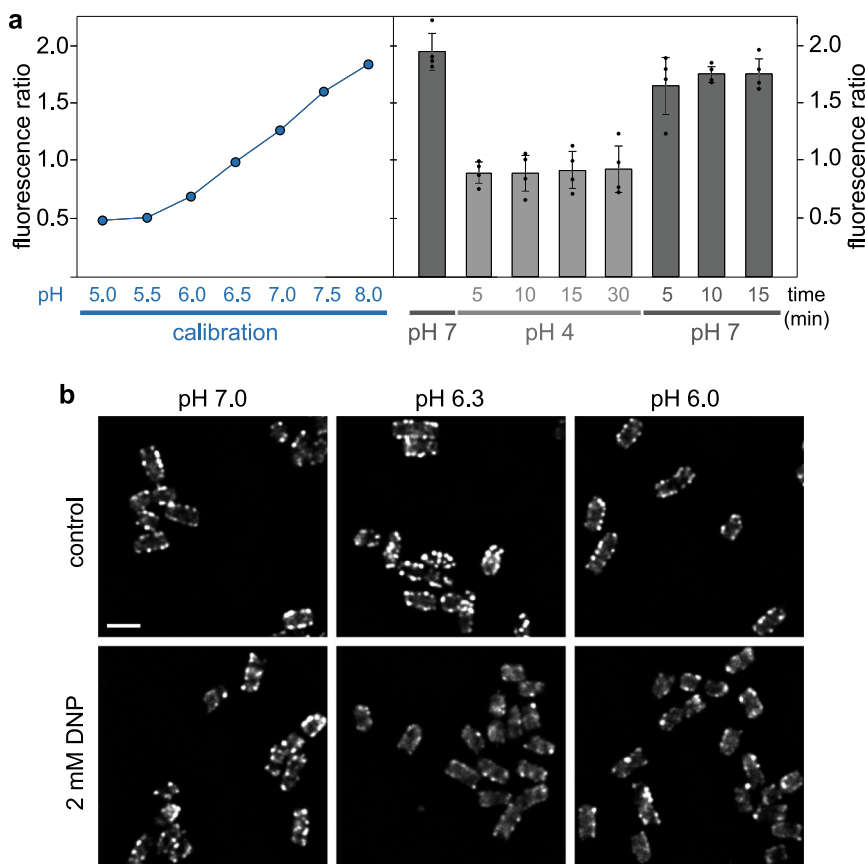 a
fluorescence ratio
2.0
1.5
1.0
0.5
2.0
1.5
1.0
0.5
fluorescence ratio
pH 5.0 5.5 6.0 6.5 7.0 7.5 8.0
calibration
5 10 15 30 5 10 15 time (min)
pH 7 pH 4 pH 7
b
pH 7.0 pH 6.3 pH 6.0
control
2 mM DNP